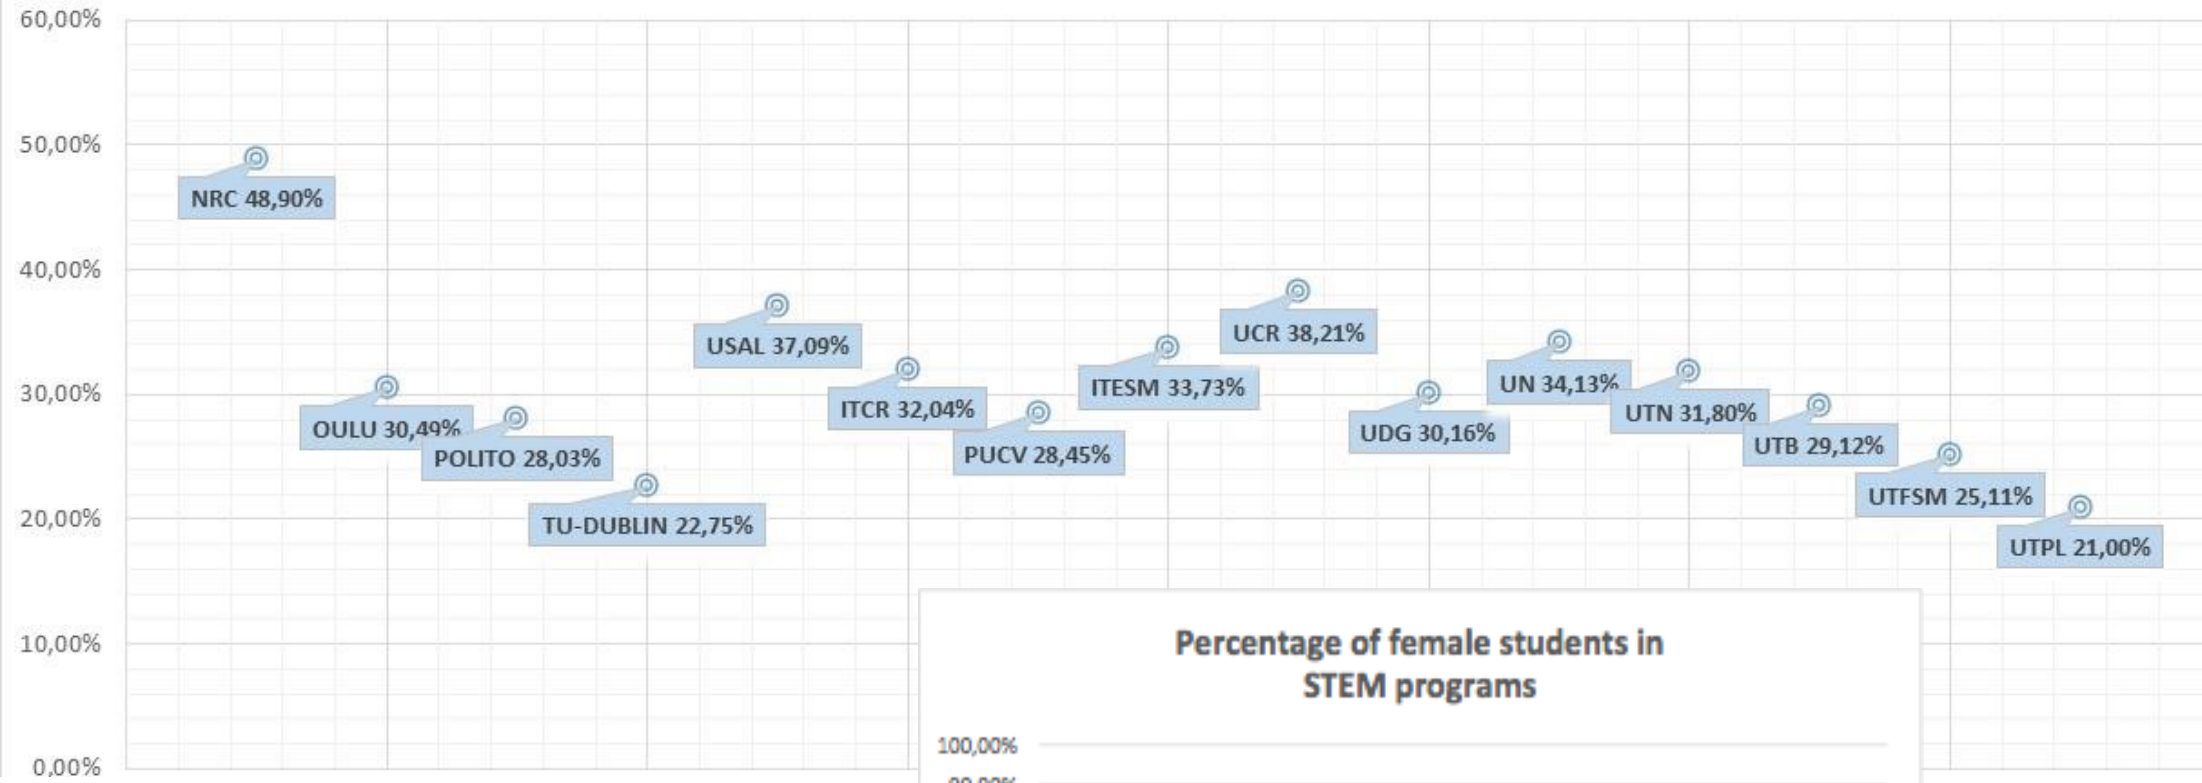 60,00%
50,00%
NRC 48,90%
40,00%
UCR 38,21%
USAL 37,09%
UN 34,13%
ITESM 33,73%
30,00%
ITCR 32,04%
UTN 31,80%
OULU 30,49%
UDG 30,16%
UTB 29,12%
POLITO 28,03%
PUCV 28,45%
UTFSM 25,11%
20,00%
TU-DUBLIN 22,75%
UTPL 21,00%
10,00%
Percentage of female students in
STEM programs
100,00%
0,00%